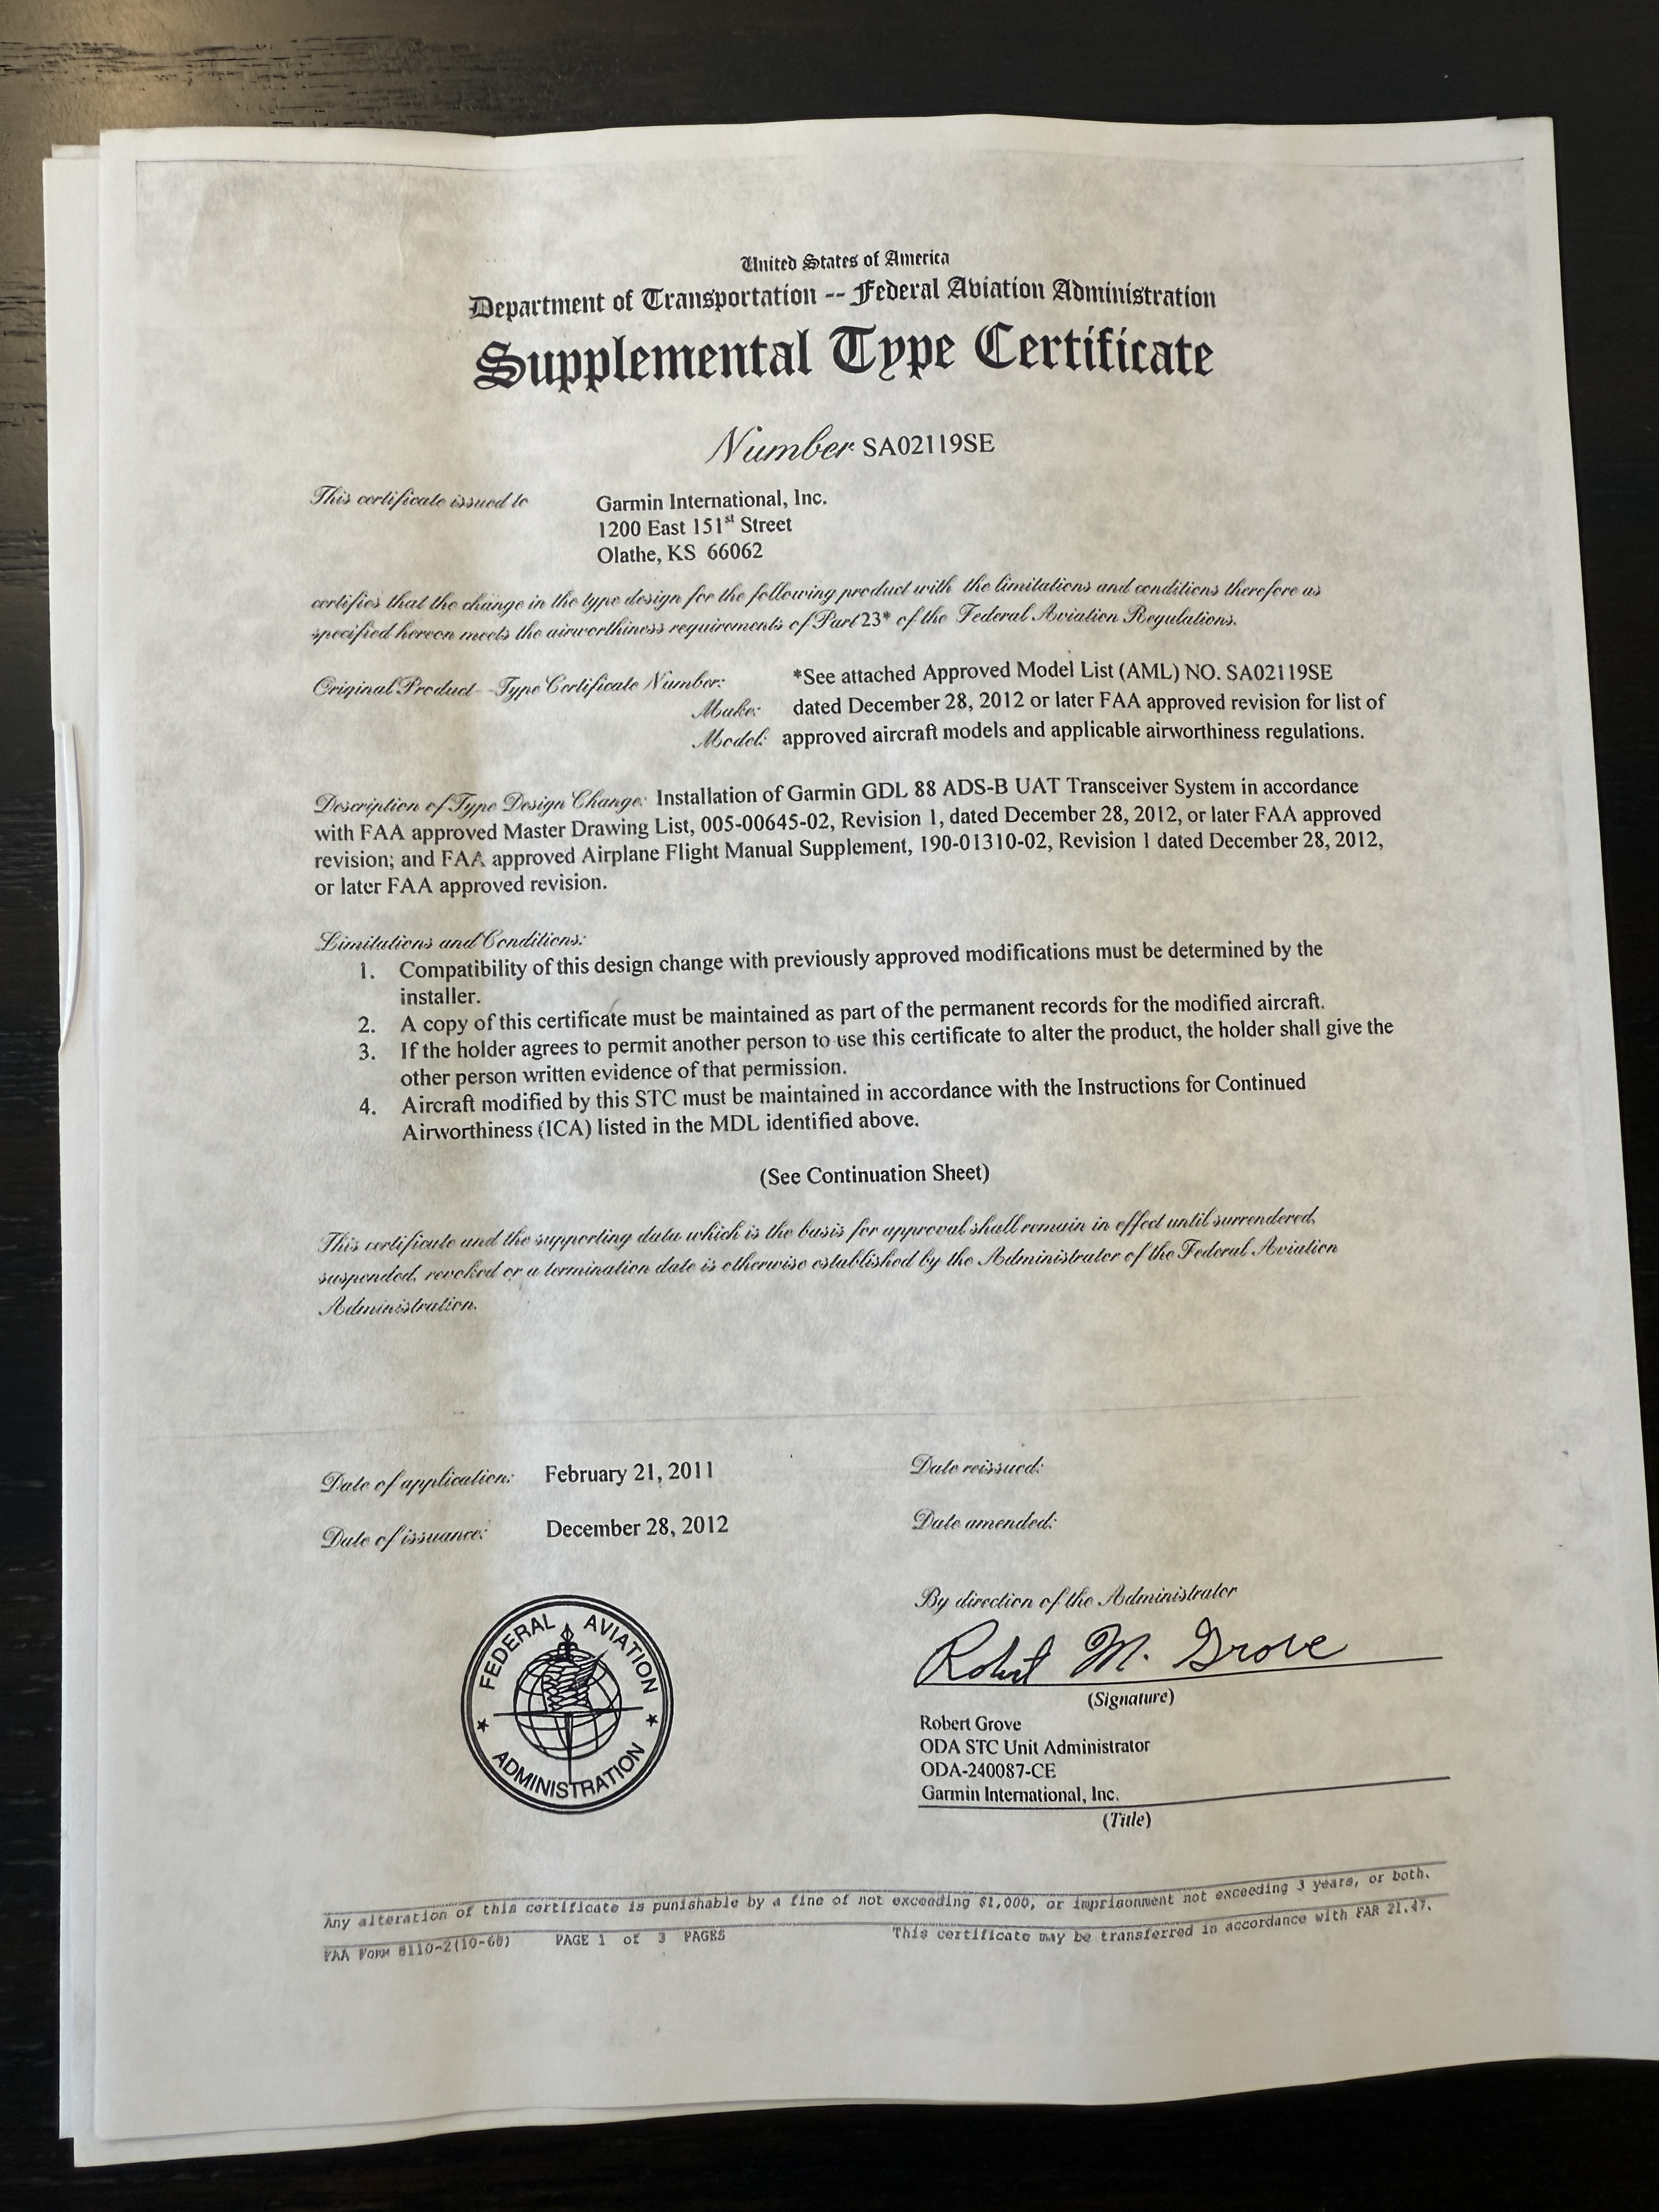 United States of America
Department of Transportation -- Federal Aviation Administration
Supplemental Type Certificate
Number SA02119SE
This certificate issued to
Garmin International, Inc.
1200 East 151st Street
Olathe, KS 66062
certifies that the change in the type design for the following product with the limitations and conditions therefore as
specified hereon meets the airworthiness requirements of Part 23* of the Federal Aviation Regulations.
Original Product - Type Certificate Number: *See attached Approved Model List (AML) NO. SA02119SE
Make: dated December 28, 2012 or later FAA approved revision for list of
Model: approved aircraft models and applicable airworthiness regulations.
Description of Type Design Change: Installation of Garmin GDL 88 ADS-B UAT Transceiver System in accordance
with FAA approved Master Drawing List, 005-00645-02, Revision 1, dated December 28, 2012, or later FAA approved
revision; and FAA approved Airplane Flight Manual Supplement, 190-01310-02, Revision 1 dated December 28, 2012,
or later FAA approved revision.
Limitations and Conditions:
1. Compatibility of this design change with previously approved modifications must be determined by the
installer.
2. A copy of this certificate must be maintained as part of the permanent records for the modified aircraft.
3. If the holder agrees to permit another person to use this certificate to alter the product, the holder shall give the
other person written evidence of that permission.
4. Aircraft modified by this STC must be maintained in accordance with the Instructions for Continued
Airworthiness (ICA) listed in the MDL identified above.
(See Continuation Sheet)
This certificate and the supporting data which is the basis for approval shall remain in effect until surrendered,
suspended, revoked or a termination date is otherwise established by the Administrator of the Federal Aviation
Administration.
Date of application: February 21, 2011
Date reissued:
Date of issuance: December 28, 2012
Date amended:
By direction of the Administrator
FEDERAL AVIATION
ADMINISTRATION
Robert M. Grove
(Signature)
Robert Grove
ODA STC Unit Administrator
ODA-240087-CE
Garmin International, Inc.
(Title)
Any alteration of this certificate is punishable by a fine of not exceeding $1,000, or imprisonment not exceeding 3 years, or both.
FAA Form 8110-2(10-68) PAGE 1 of 3 PAGES This certificate may be transferred in accordance with FAR 21.47.